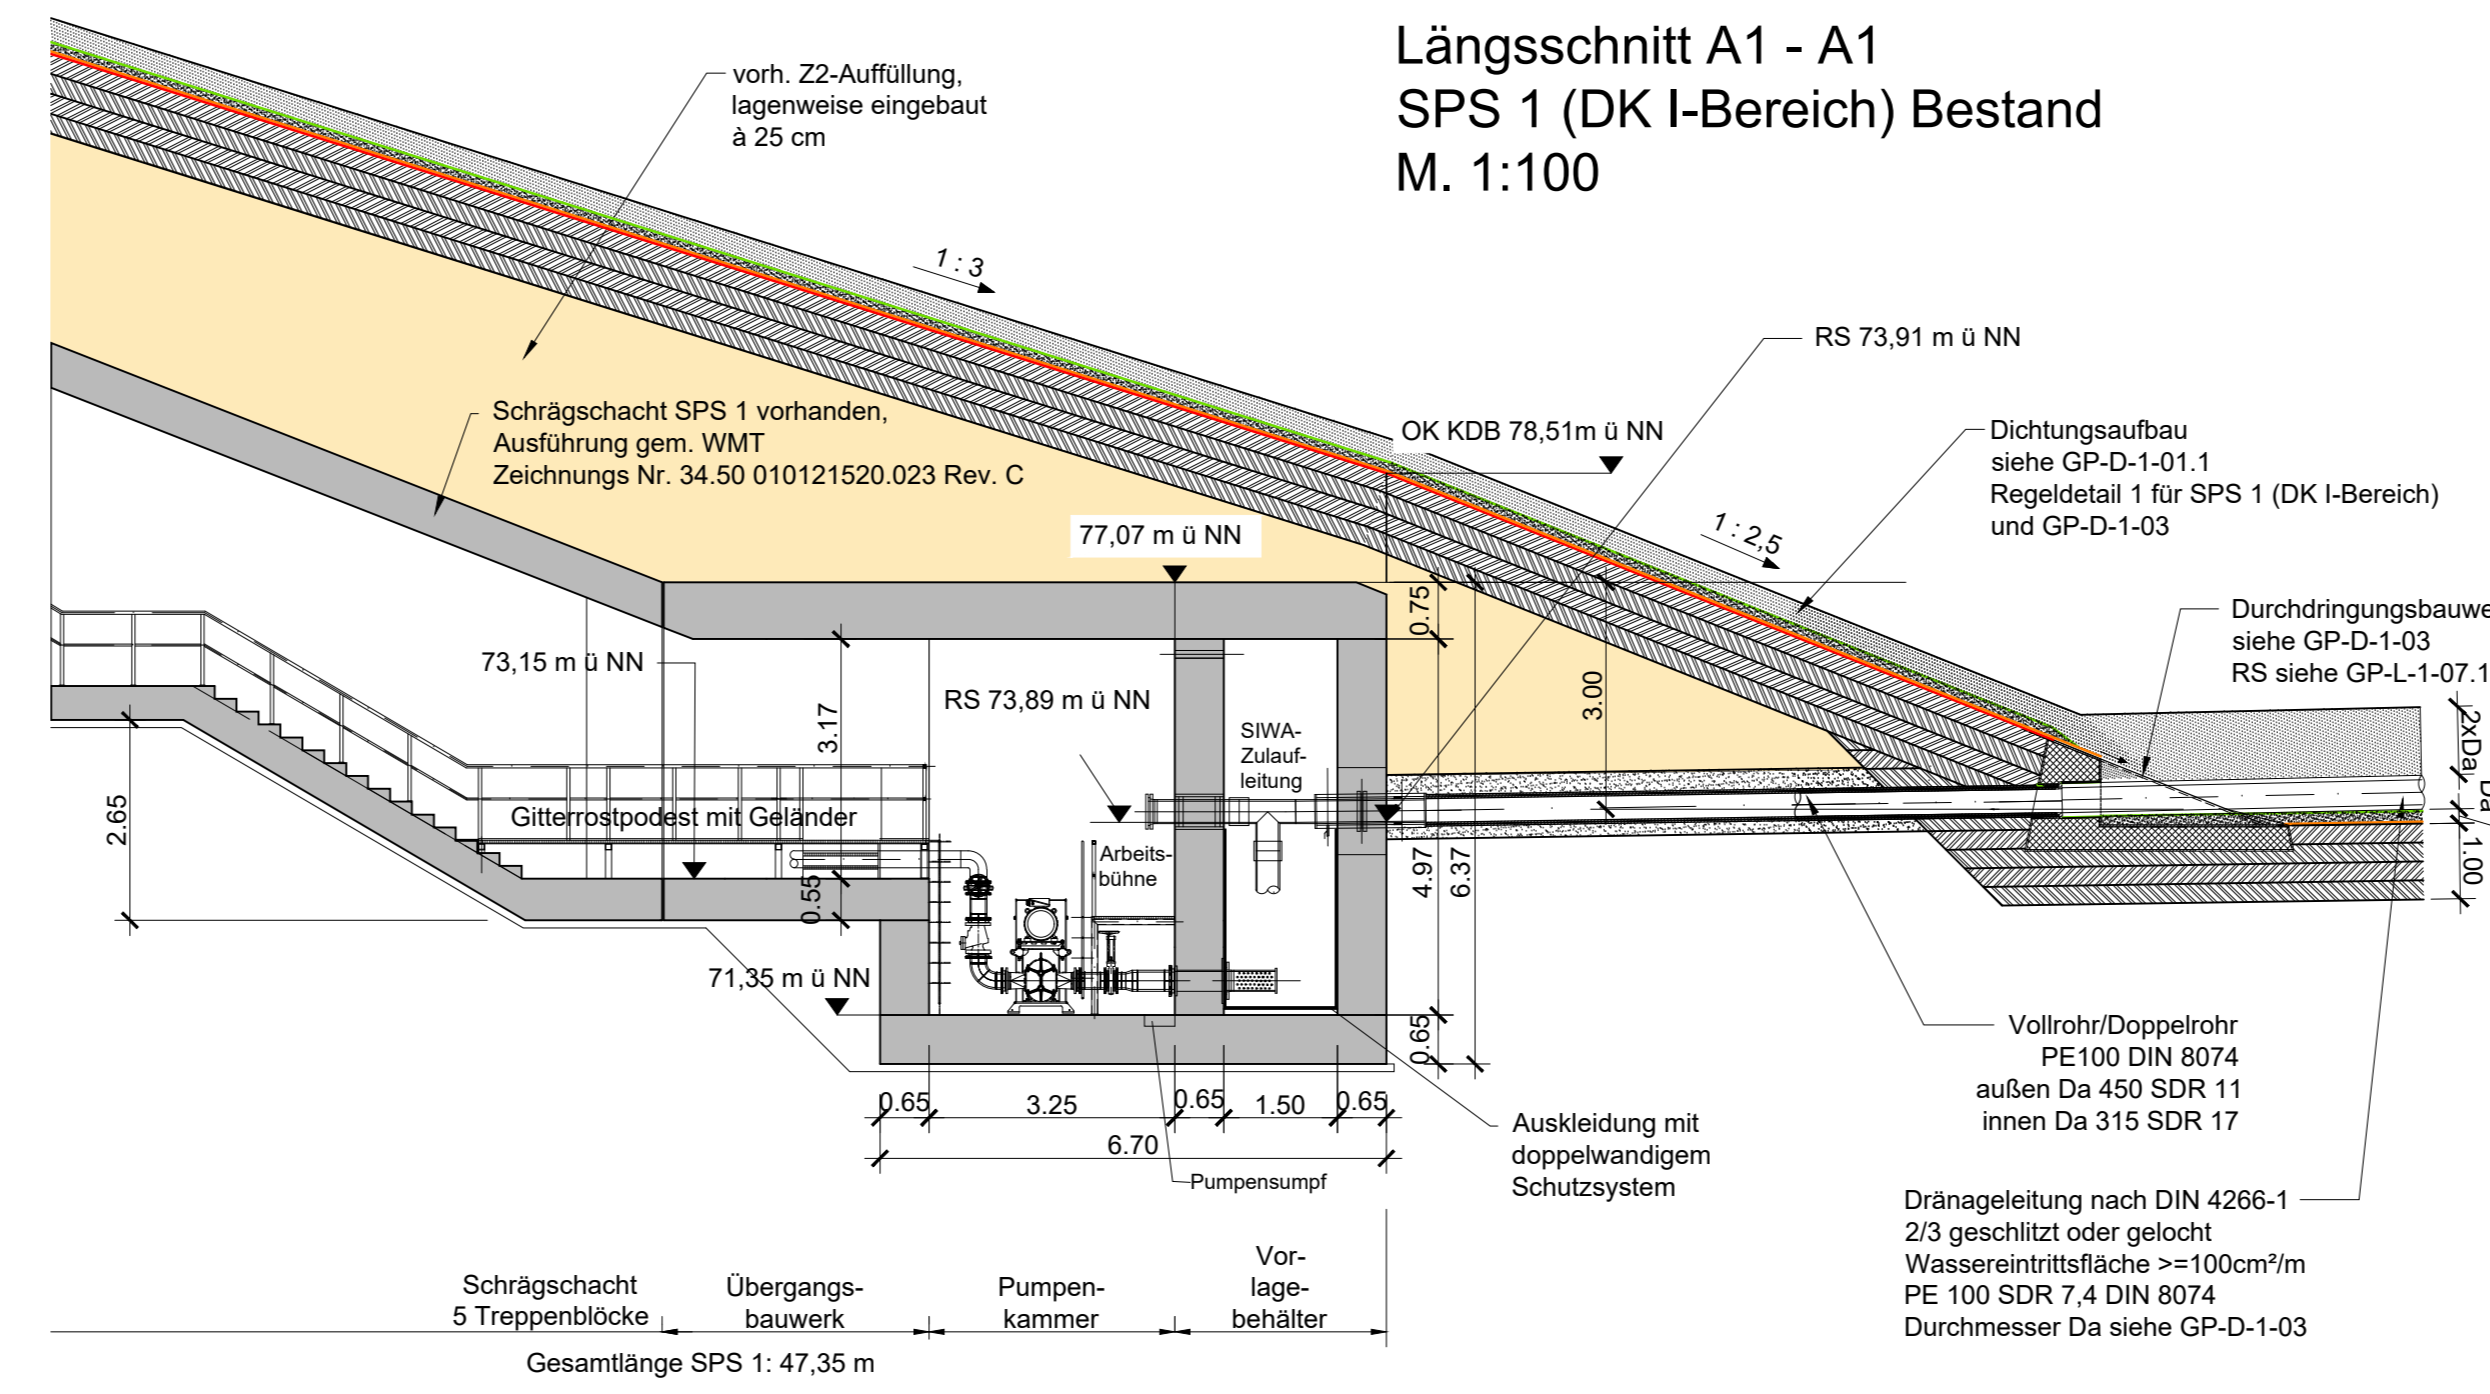 Längsschnitt A1 - A1
SPS 1 (DK I-Bereich) Bestand
M. 1:100
vorh. Z2-Auffüllung,
lagenweise eingebaut
à 25 cm
1 : 3
RS 73,91 m ü NN
OK KDB 78,51m ü NN
Schrägschacht SPS 1 vorhanden,
Ausführung gem. WMT
Zeichnungs Nr. 34.50 010121520.023 Rev. C
Dichtungsaufbau
siehe GP-D-1-01.1
Regeldetail 1 für SPS 1 (DK I-Bereich)
und GP-D-1-03
77,07 m ü NN
1 : 2,5
0.75
Durchdringungsbauwe
siehe GP-D-1-03
RS siehe GP-L-1-07.1
73,15 m ü NN
RS 73,89 m ü NN
3.17
3.00
SIWA-
Zulauf-
leitung
2xDa
Da
2.65
Gitterrostpodest mit Geländer
Arbeits-
bühne
0.55
4.97
6.37
1.00
71,35 m ü NN
0.65
Vollrohr/Doppelrohr
PE100 DIN 8074
außen Da 450 SDR 11
innen Da 315 SDR 17
0.65
3.25
0.65
1.50
0.65
6.70
Pumpensumpf
Auskleidung mit
doppelwandigem
Schutzsystem
Dränageleitung nach DIN 4266-1
2/3 geschlitzt oder gelocht
Wassereintrittsfläche >=100cm²/m
PE 100 SDR 7,4 DIN 8074
Durchmesser Da siehe GP-D-1-03
Schrägschacht
5 Treppenblöcke
Übergangs-
bauwerk
Pumpen-
kammer
Vor-
lage-
behälter
Gesamtlänge SPS 1: 47,35 m